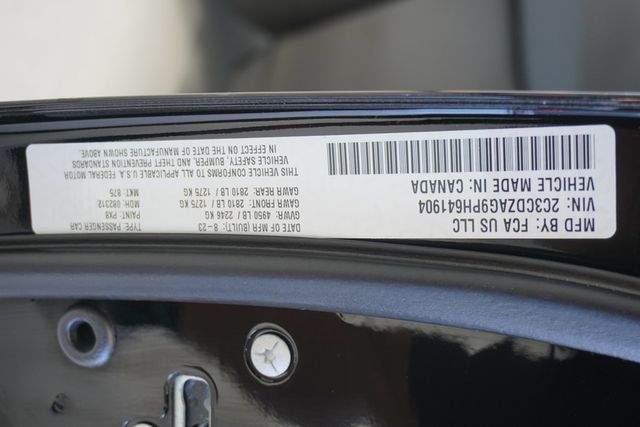 MFD BY: FCA US LLC
VIN: 2C3CDZAG9PH641904
VEHICLE MADE IN: CANADA
DATE OF MFR (BUILT): 8-23
GVWR: 4950 LB/ 2246 KG
GAWR FRONT: 2810 LB/ 1275 KG
GAWR REAR: 2810 LB/ 1275 KG
TYPE: PASSENGER CAR
PAINT: PX8
MDH: 082312
MKT: 875
THIS VEHICLE CONFORMS TO ALL APPLICABLE U.S.A. FEDERAL MOTOR
VEHICLE SAFETY, BUMPER, AND THEFT PREVENTION STANDARDS
IN EFFECT ON THE DATE OF MANUFACTURE SHOWN ABOVE.